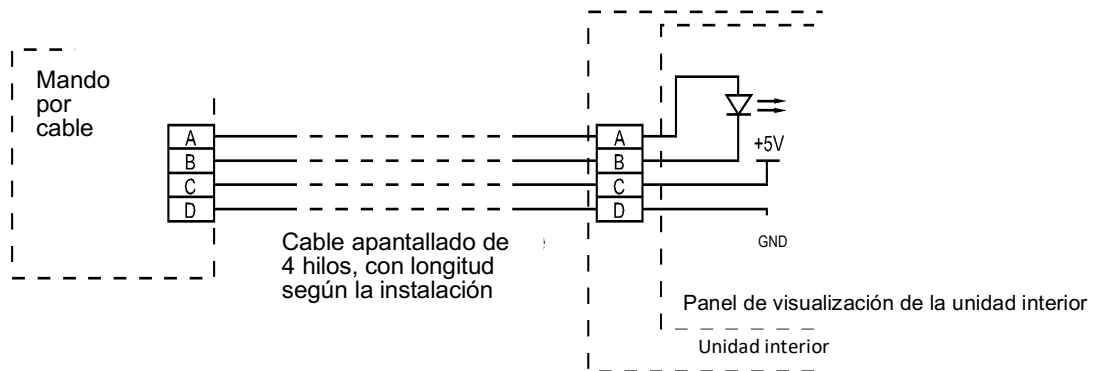 Mando
por
cable
A
B
C
D
A
B
C
D
+5V
GND
Cable apantallado de
4 hilos, con longitud
según la instalación
Panel de visualización de la unidad interior
Unidad interior